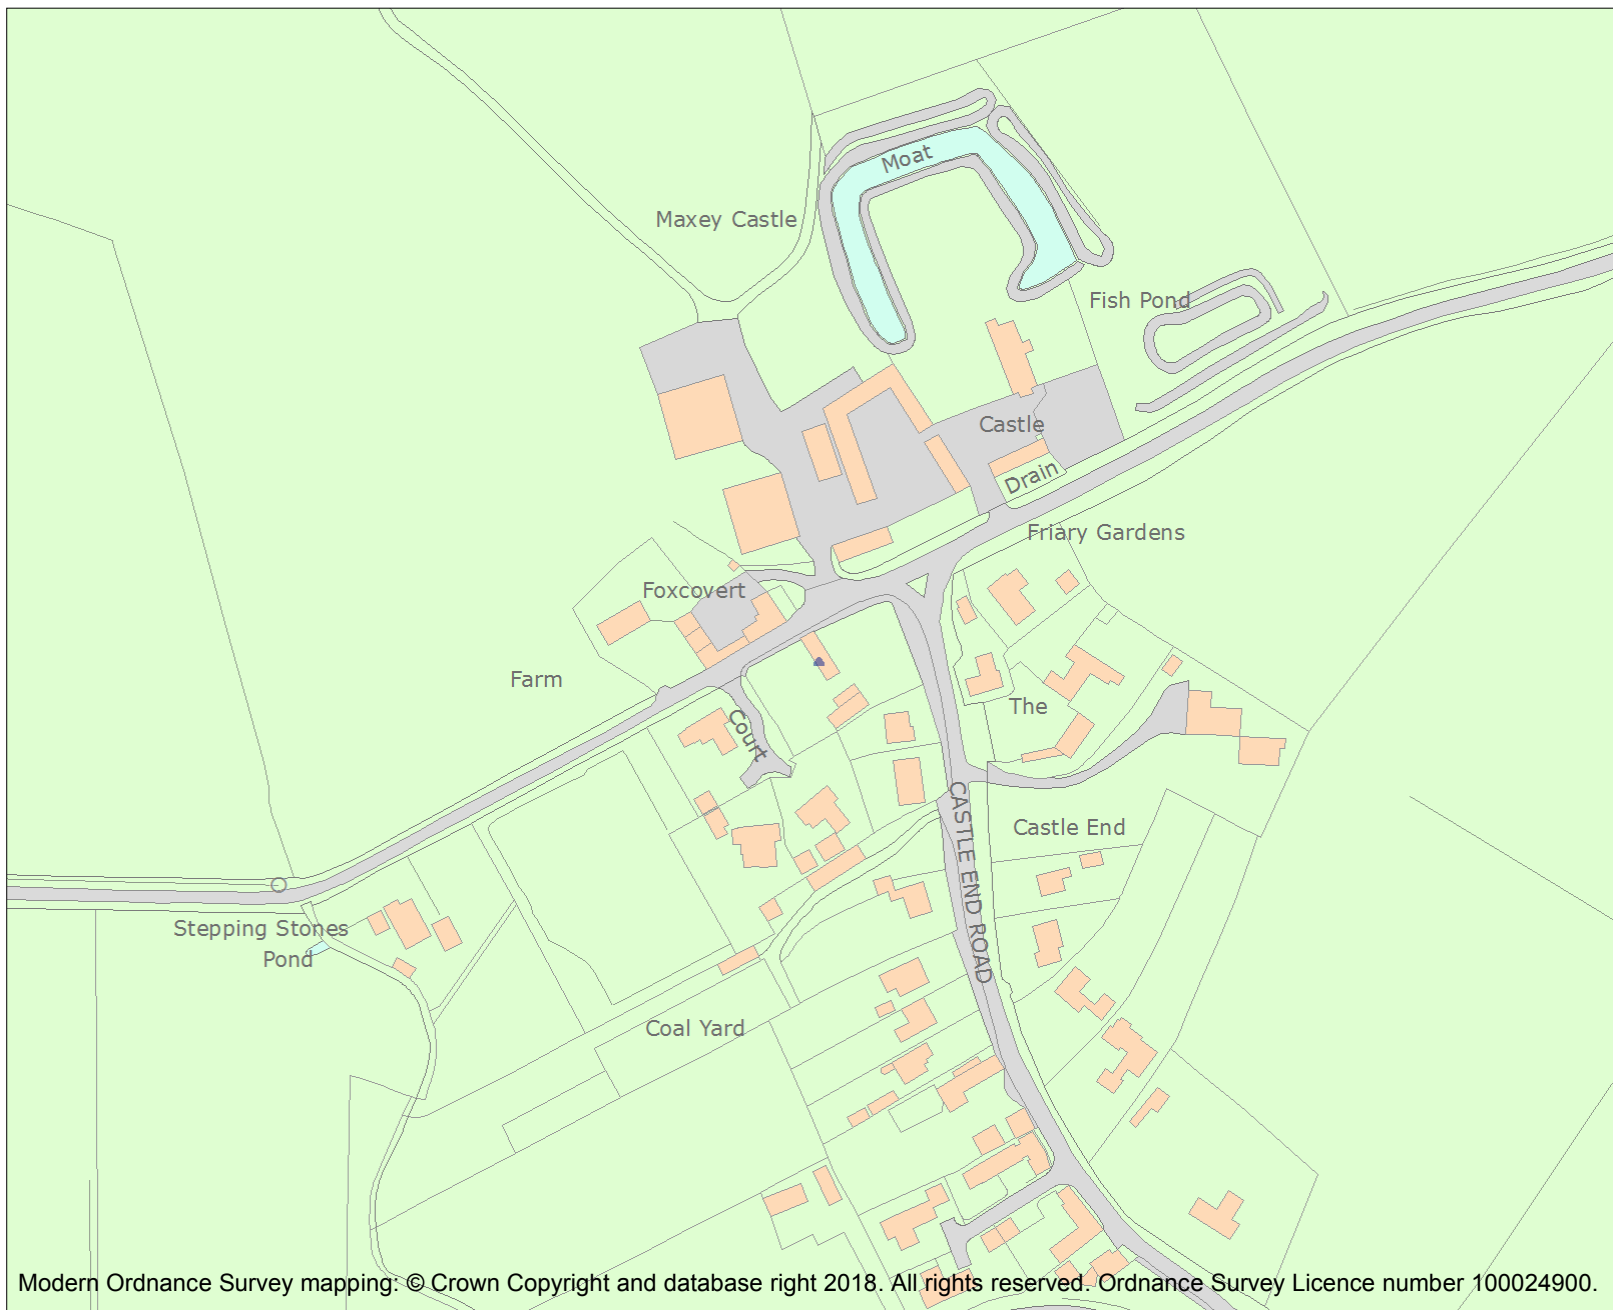 Moat
Maxey Castle
Fish Pond
Castle
Drain
Friary Gardens
Foxcovert
Farm
The
Court
CASTLE END ROAD
Castle End
Stepping Stones
Pond
Coal Yard
Modern Ordnance Survey mapping: © Crown Copyright and database right 2018. All rights reserved. Ordnance Survey Licence number 100024900.